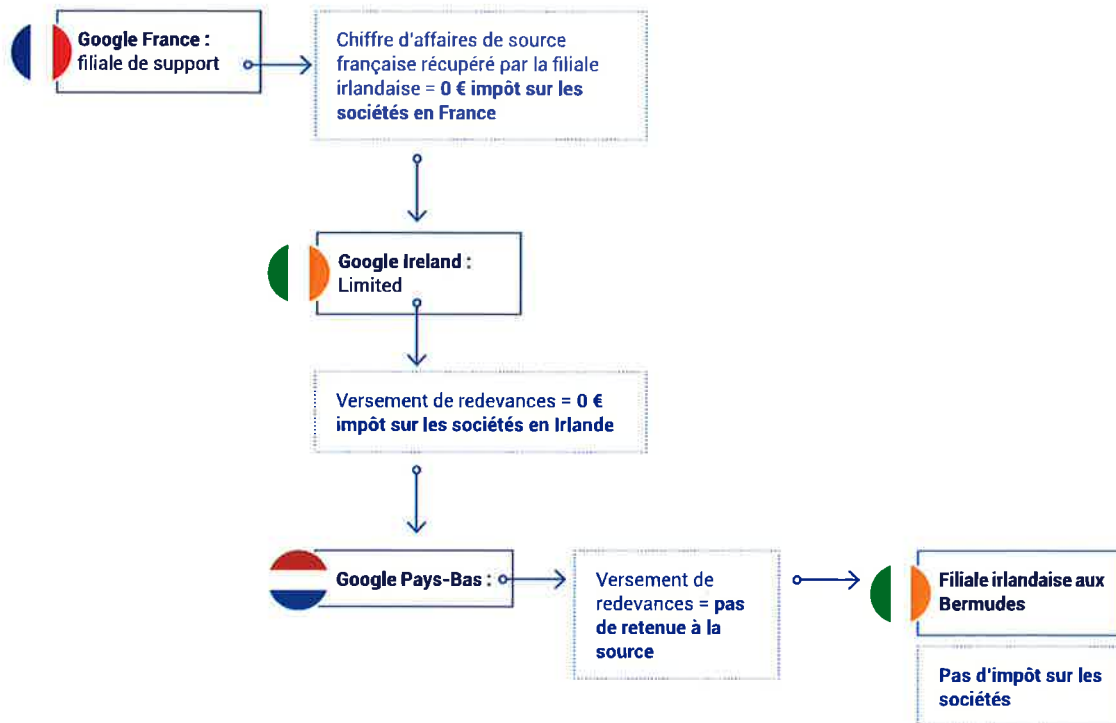 Google France :
filiale de support
Chiffre d'affaires de source
française récupéré par la filiale
irlandaise = 0 € impôt sur les
sociétés en France
Google Ireland :
Limited
Versement de redevances = 0 €
impôt sur les sociétés en Irlande
Google Pays-Bas :
Versement de
redevances = pas
de retenue à la
source
Filiale irlandaise aux
Bermudes
Pas d'impôt sur les
sociétés